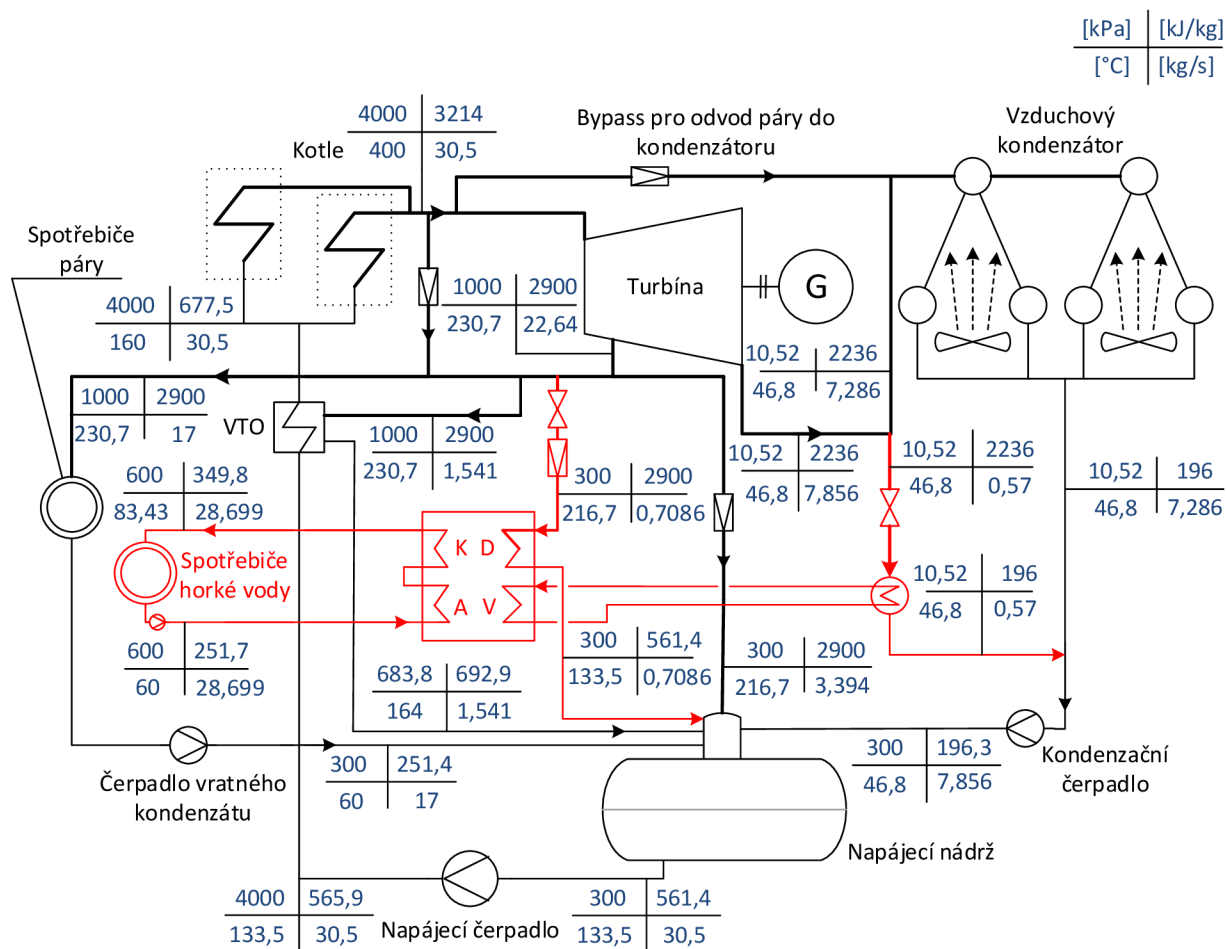 [kPa] [kJ/kg]
[°C] [kg/s]
4000 3214
400 30,5
Kotle
Bypass pro odvod páry do
kondenzátoru
Vzduchový
kondenzátor
Spotřebiče
páry
4000 677,5
160 30,5
1000 2900
230,7 22,64
Turbína
G
10,52 2236
46,8 7,286
1000 2900
230,7 17
VTO
1000 2900
230,7 1,541
600 349,8
83,43 28,699
300 2900
216,7 0,7086
10,52 2236
46,8 7,856
10,52 2236
46,8 0,57
10,52 196
46,8 7,286
Spotřebiče
horké vody
K D
A V
10,52 196
46,8 0,57
600 251,7
60 28,699
300 561,4
133,5 0,7086
300 2900
216,7 3,394
683,8 692,9
164 1,541
Čerpadlo vratného
kondenzátu
300 251,4
60 17
300 196,3
46,8 7,856
Kondenzační
čerpadlo
Napájecí nádrž
4000 565,9
133,5 30,5
Napájecí čerpadlo
300 561,4
133,5 30,5